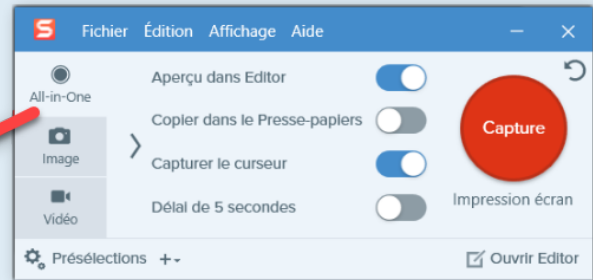 S Fichier Édition Affichage Aide
All-in-One
Image
Vidéo
Aperçu dans Editor
Copier dans le Presse-papiers
Capturer le curseur
Délai de 5 secondes
Capture
Impression écran
Présélections
Ouvrir Editor